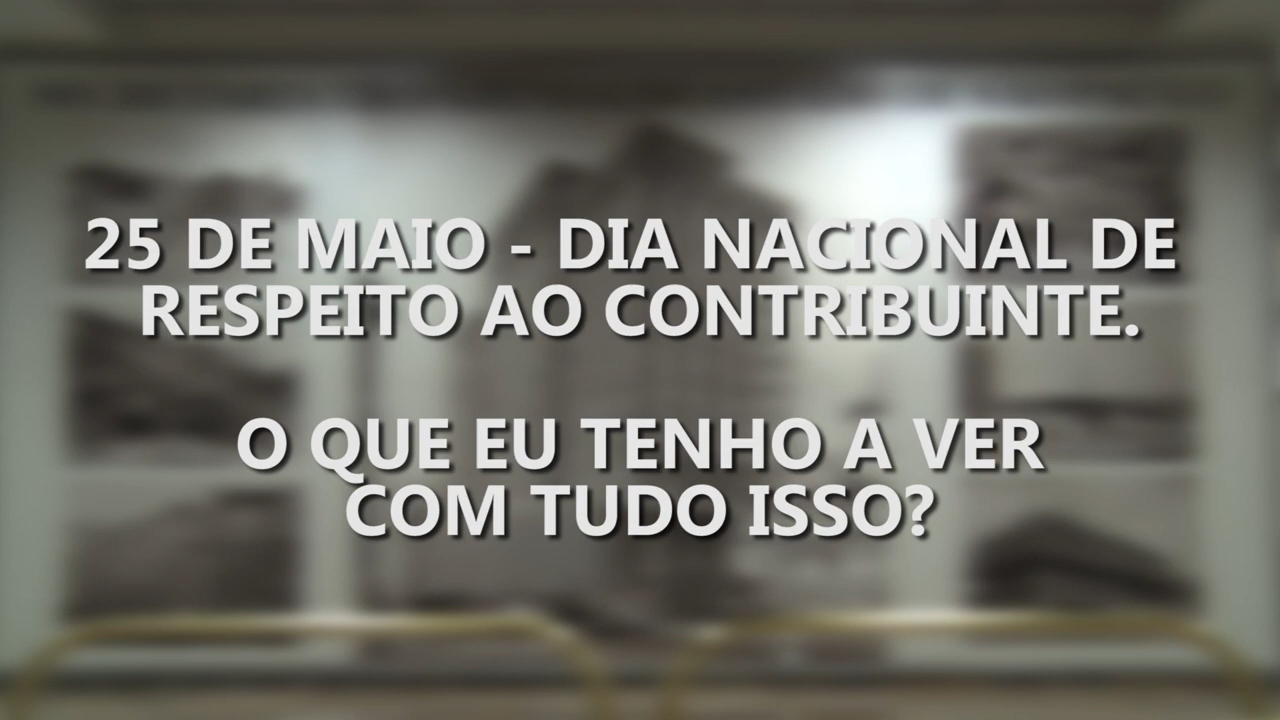 25 DE MAIO - DIA NACIONAL DE
RESPEITO AO CONTRIBUINTE.
O QUE EU TENHO A VER
COM TUDO ISSO?